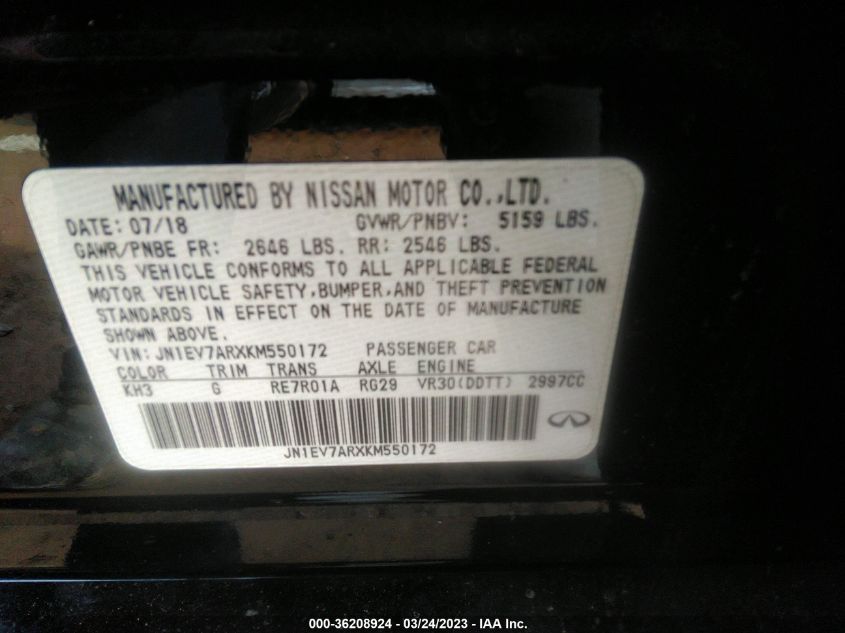 MANUFACTURED BY NISSAN MOTOR CO.,LTD.
DATE: 07/18 GVWR/PNBV: 5159 LBS.
GAWR/PNBE FR: 2646 LBS. RR: 2546 LBS.
THIS VEHICLE CONFORMS TO ALL APPLICABLE FEDERAL
MOTOR VEHICLE SAFETY,BUMPER,AND THEFT PREVENTION
STANDARDS IN EFFECT ON THE DATE OF MANUFACTURE
SHOWN ABOVE.
VIN: JN1EV7ARXKM550172 PASSENGER CAR
COLOR TRIM TRANS AXLE ENGINE
KH3 G RE7R01A RG29 VR30(DDTT) 2997CC
JN1EV7ARXKM550172
000-36208924 - 03/24/2023 - IAA Inc.